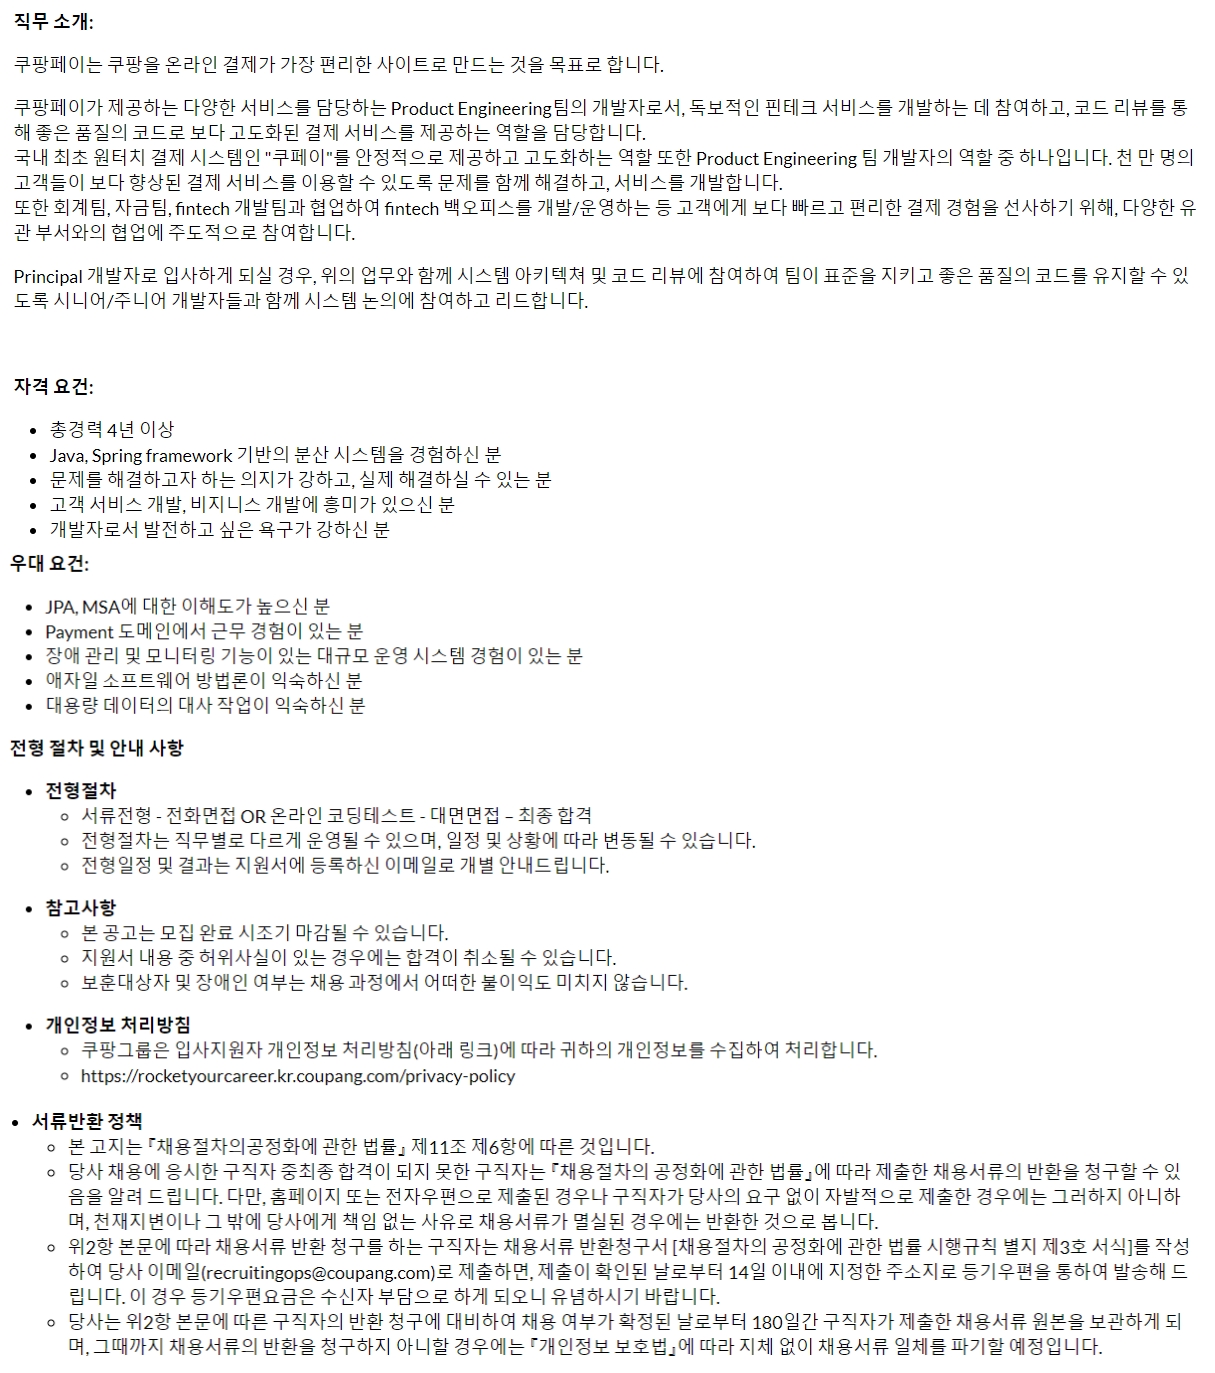 직무 소개:
쿠팡페이는 쿠팡을 온라인 결제가 가장 편리한 사이트로 만드는 것을 목표로 합니다.
쿠팡페이가 제공하는 다양한 서비스를 담당하는 Product Engineering팀의 개발자로서, 독보적인 핀테크 서비스를 개발하는 데 참여하고, 코드 리뷰를 통
해 좋은 품질의 코드로 보다 고도화된 결제 서비스를 제공하는 역할을 담당합니다.
국내 최초 원터치 결제 시스템인 "쿠페이"를 안정적으로 제공하고 고도화하는 역할 또한 Product Engineering 팀 개발자의 역할 중 하나입니다. 천 만 명의
고객들이 보다 향상된 결제 서비스를 이용할 수 있도록 문제를 함께 해결하고, 서비스를 개발합니다.
또한 회계팀, 자금팀, fintech 개발팀과 협업하여 fintech 백오피스를 개발/운영하는 등 고객에게 보다 빠르고 편리한 결제 경험을 선사하기 위해, 다양한 유
관 부서와의 협업에 주도적으로 참여합니다.
Principal 개발자로 입사하게 되실 경우, 위의 업무와 함께 시스템 아키텍쳐 및 코드 리뷰에 참여하여 팀이 표준을 지키고 좋은 품질의 코드를 유지할 수 있
도록 시니어/주니어 개발자들과 함께 시스템 논의에 참여하고 리드합니다.
자격 요건:
• 총경력 4년 이상
• Java, Spring framework 기반의 분산 시스템을 경험하신 분
• 문제를 해결하고자 하는 의지가 강하고, 실제 해결하실 수 있는 분
• 고객 서비스 개발, 비지니스 개발에 흥미가 있으신 분
• 개발자로서 발전하고 싶은 욕구가 강하신 분
우대 요건:
• JPA, MSA에 대한 이해도가 높으신 분
• Payment 도메인에서 근무 경험이 있는 분
• 장애 관리 및 모니터링 기능이 있는 대규모 운영 시스템 경험이 있는 분
• 애자일 소프트웨어 방법론이 익숙하신 분
• 대용량 데이터의 대사 작업이 익숙하신 분
전형 절차 및 안내 사항
• 전형절차
◦ 서류전형 - 전화면접 OR 온라인 코딩테스트 - 대면면접 – 최종 합격
◦ 전형절차는 직무별로 다르게 운영될 수 있으며, 일정 및 상황에 따라 변동될 수 있습니다.
◦ 전형일정 및 결과는 지원서에 등록하신 이메일로 개별 안내드립니다.
• 참고사항
◦ 본 공고는 모집 완료 시조기 마감될 수 있습니다.
◦ 지원서 내용 중 허위사실이 있는 경우에는 합격이 취소될 수 있습니다.
◦ 보훈대상자 및 장애인 여부는 채용 과정에서 어떠한 불이익도 미치지 않습니다.
• 개인정보 처리방침
◦ 쿠팡그룹은 입사지원자 개인정보 처리방침(아래 링크)에 따라 귀하의 개인정보를 수집하여 처리합니다.
◦ https://rocketyourcareer.kr.coupang.com/privacy-policy
• 서류반환 정책
◦ 본 고지는 『채용절차의공정화에 관한 법률』 제11조 제6항에 따른 것입니다.
◦ 당사 채용에 응시한 구직자 중최종 합격이 되지 못한 구직자는 『채용절차의 공정화에 관한 법률』에 따라 제출한 채용서류의 반환을 청구할 수 있
음을 알려 드립니다. 다만, 홈페이지 또는 전자우편으로 제출된 경우나 구직자가 당사의 요구 없이 자발적으로 제출한 경우에는 그러하지 아니하
며, 천재지변이나 그 밖에 당사에게 책임 없는 사유로 채용서류가 멸실된 경우에는 반환한 것으로 봅니다.
◦ 위2항 본문에 따라 채용서류 반환 청구를 하는 구직자는 채용서류 반환청구서 [채용절차의 공정화에 관한 법률 시행규칙 별지 제3호 서식]를 작성
하여 당사 이메일(recruitingops@coupang.com)로 제출하면, 제출이 확인된 날로부터 14일 이내에 지정한 주소지로 등기우편을 통하여 발송해 드
립니다. 이 경우 등기우편요금은 수신자 부담으로 하게 되오니 유념하시기 바랍니다.
◦ 당사는 위2항 본문에 따른 구직자의 반환 청구에 대비하여 채용 여부가 확정된 날로부터 180일간 구직자가 제출한 채용서류 원본을 보관하게 되
며, 그때까지 채용서류의 반환을 청구하지 아니할 경우에는 『개인정보 보호법』에 따라 지체 없이 채용서류 일체를 파기할 예정입니다.